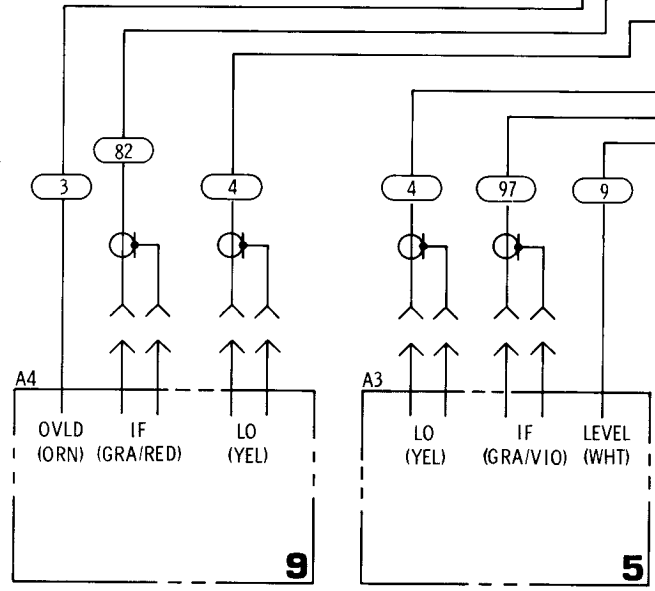 82
3
4
4
97
9
A4
A3
OVLD
(ORN)
IF
(GRA/RED)
LO
(YEL)
LO
(YEL)
IF
(GRA/VIO)
LEVEL
(WHT)
9
5